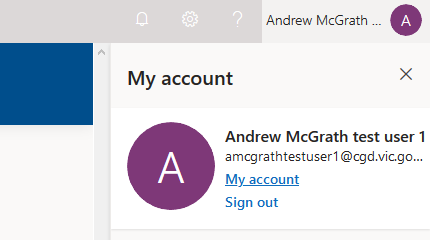 Andrew McGrath ... A
My account
A
Andrew McGrath test user 1
amcgrathtestuser1@cgd.vic.go...
My account
Sign out